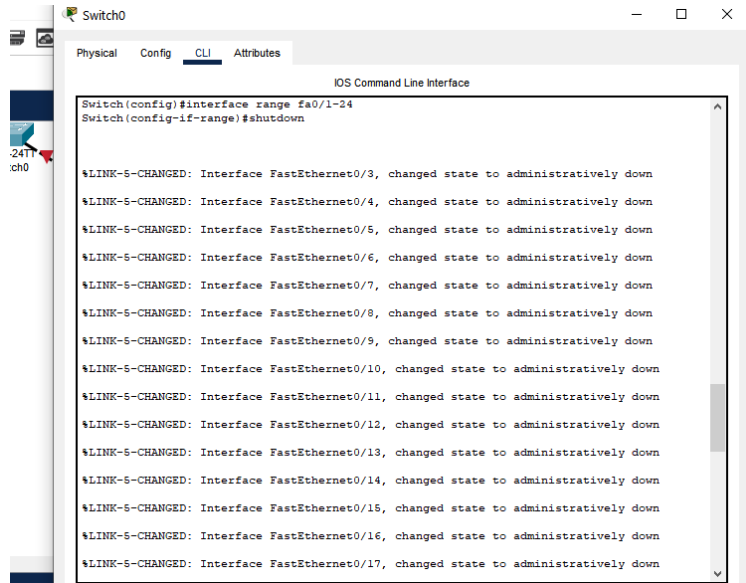 Switch0
Physical Config CLI Attributes
IOS Command Line Interface
Switch(config)#interface range fa0/1-24
Switch(config-if-range)#shutdown
%LINK-5-CHANGED: Interface FastEthernet0/3, changed state to administratively down
%LINK-5-CHANGED: Interface FastEthernet0/4, changed state to administratively down
%LINK-5-CHANGED: Interface FastEthernet0/5, changed state to administratively down
%LINK-5-CHANGED: Interface FastEthernet0/6, changed state to administratively down
%LINK-5-CHANGED: Interface FastEthernet0/7, changed state to administratively down
%LINK-5-CHANGED: Interface FastEthernet0/8, changed state to administratively down
%LINK-5-CHANGED: Interface FastEthernet0/9, changed state to administratively down
%LINK-5-CHANGED: Interface FastEthernet0/10, changed state to administratively down
%LINK-5-CHANGED: Interface FastEthernet0/11, changed state to administratively down
%LINK-5-CHANGED: Interface FastEthernet0/12, changed state to administratively down
%LINK-5-CHANGED: Interface FastEthernet0/13, changed state to administratively down
%LINK-5-CHANGED: Interface FastEthernet0/14, changed state to administratively down
%LINK-5-CHANGED: Interface FastEthernet0/15, changed state to administratively down
%LINK-5-CHANGED: Interface FastEthernet0/16, changed state to administratively down
%LINK-5-CHANGED: Interface FastEthernet0/17, changed state to administratively down
-24TT
tch0